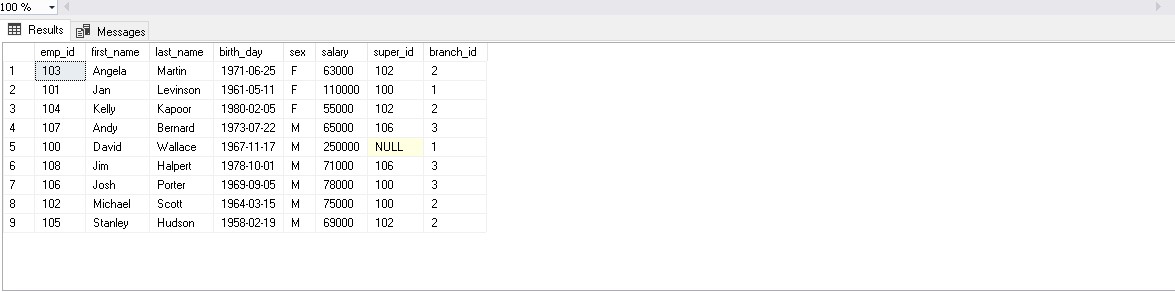 100 %
Results Messages
emp_id first_name last_name birth_day sex salary super_id branch_id
1 103 Angela Martin 1971-06-25 F 63000 102 2
2 101 Jan Levinson 1961-05-11 F 110000 100 1
3 104 Kelly Kapoor 1980-02-05 F 55000 102 2
4 107 Andy Bernard 1973-07-22 M 65000 106 3
5 100 David Wallace 1967-11-17 M 250000 NULL 1
6 108 Jim Halpert 1978-10-01 M 71000 106 3
7 106 Josh Porter 1969-09-05 M 78000 100 3
8 102 Michael Scott 1964-03-15 M 75000 100 2
9 105 Stanley Hudson 1958-02-19 M 69000 102 2